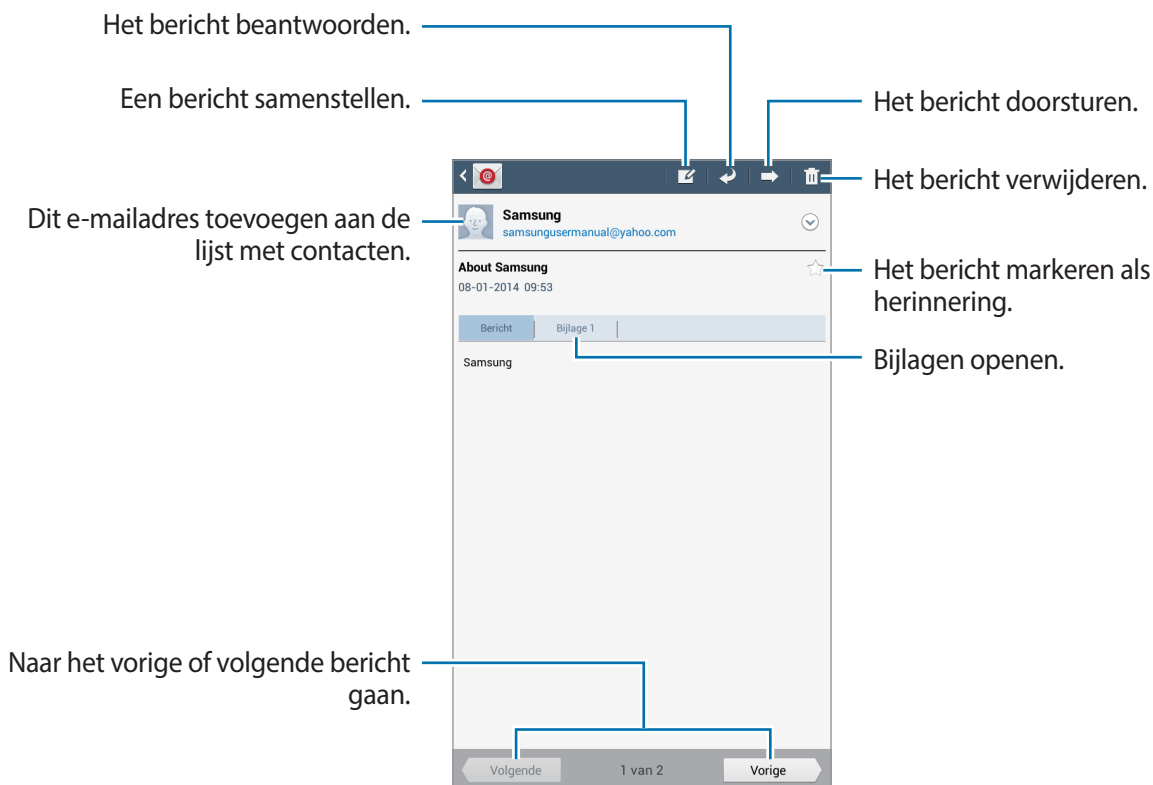 Het bericht beantwoorden.
Een bericht samenstellen.
Het bericht doorsturen.
Het bericht verwijderen.
Dit e-mailadres toevoegen aan de
lijst met contacten.
Samsung
samsungusermanual@yahoo.com
About Samsung
08-01-2014 09:53
Het bericht markeren als
herinnering.
Bericht
Bijlage 1
Bijlagen openen.
Samsung
Naar het vorige of volgende bericht
gaan.
Volgende
1 van 2
Vorige